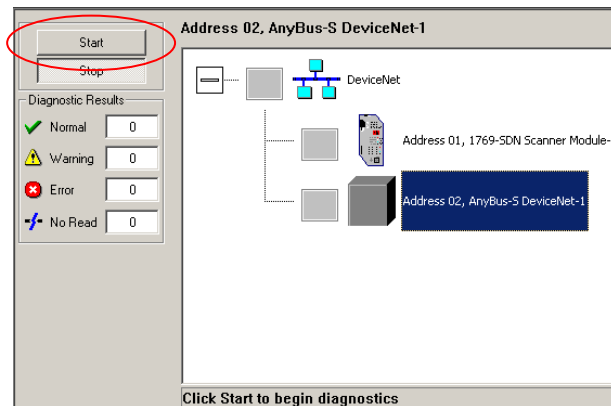 Start
Stop
Diagnostic Results
Normal 0
Warning 0
Error 0
No Read 0
Address 02, AnyBus-S DeviceNet-1
DeviceNet
Address 01, 1769-SDN Scanner Module-
Address 02, AnyBus-S DeviceNet-1
Click Start to begin diagnostics